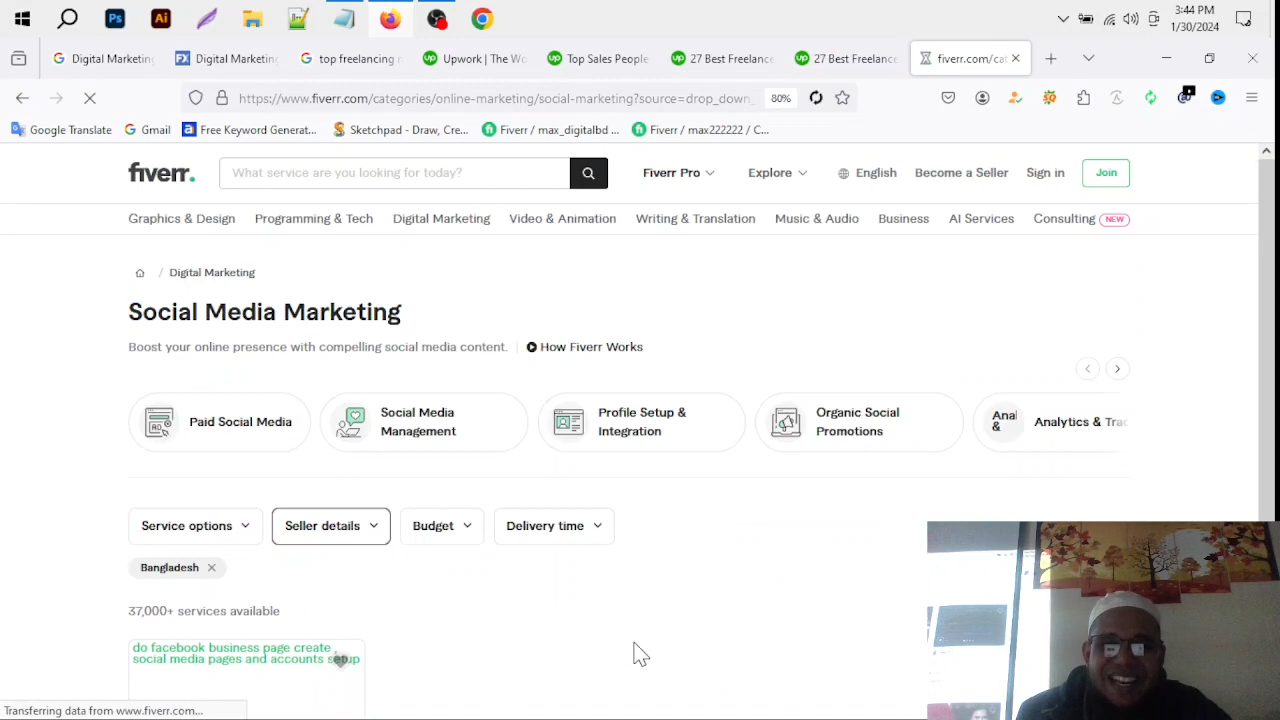 3:44 PM
1/30/2024
Digital Marketing
Digital Marketing
top freelancing
Upwork | The Wo
Top Sales People
27 Best Freelance
27 Best Freelance
fiverr.com/cat
https://www.fiverr.com/categories/online-marketing/social-marketing?source=drop_down_
80%
Google Translate
Gmail
Free Keyword Generat...
Sketchpad - Draw, Cre...
Fiverr / max_digitalbd ...
Fiverr / max222222 / C...
fiverr.
What service are you looking for today?
Fiverr Pro
Explore
English
Become a Seller
Sign in
Join
Graphics & Design
Programming & Tech
Digital Marketing
Video & Animation
Writing & Translation
Music & Audio
Business
AI Services
Consulting NEW
/ Digital Marketing
Social Media Marketing
Boost your online presence with compelling social media content.
How Fiverr Works
Paid Social Media
Social Media
Management
Profile Setup &
Integration
Organic Social
Promotions
Anal
&
Analytics & Trac
Service options
Seller details
Budget
Delivery time
Bangladesh
37,000+ services available
do facebook business page create ,
social media pages and accounts setup
Transferring data from www.fiverr.com...